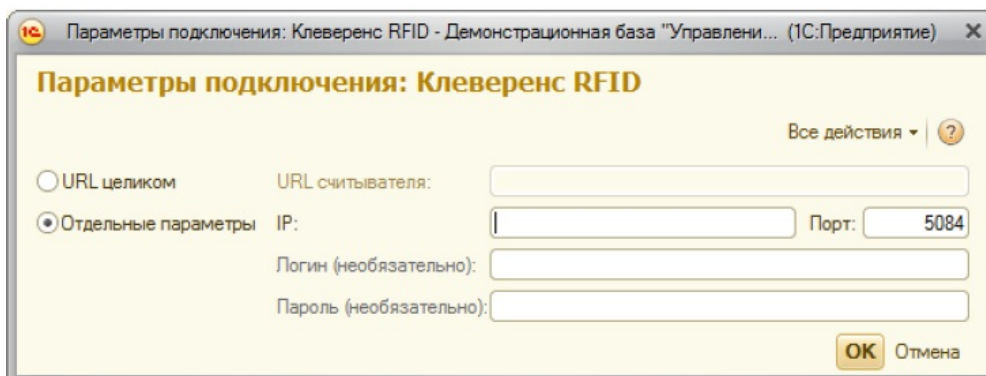 Параметры подключения: Клеверенс RFID - Демонстрационная база "Управлени... (1С:Предприятие)
Параметры подключения: Клеверенс RFID
Все действия ?
URL целиком URL считывателя:
Отдельные параметры IP: Порт: 5084
Логин (необязательно):
Пароль (необязательно):
OK Отмена